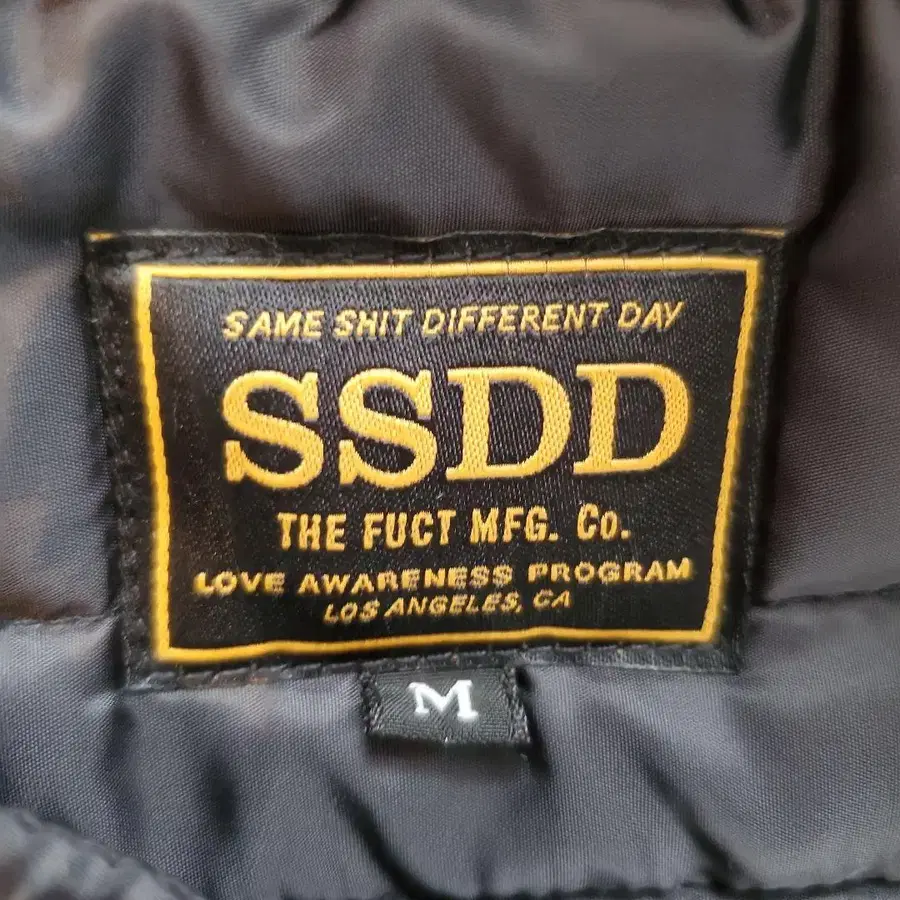 SAME SHIT DIFFERENT DAY
SSDD
THE FUCT MFG. Co.
LOVE AWARENESS PROGRAM
LOS ANGELES, CA
M